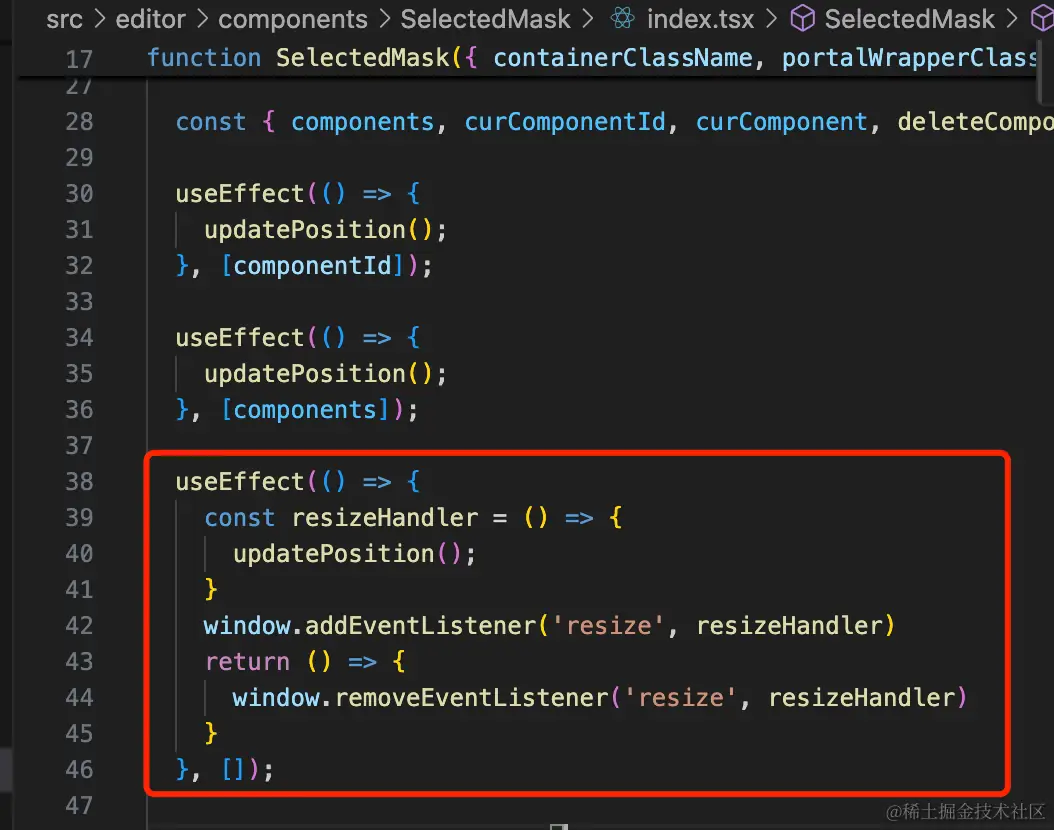 src > editor > components > SelectedMask > index.tsx > SelectedMask >
17 function SelectedMask({ containerClassName, portalWrapperClass
27
28 const { components, curComponentId, curComponent, deleteCompo
29
30 useEffect(() => {
31 updatePosition();
32 }, [componentId]);
33
34 useEffect(() => {
35 updatePosition();
36 }, [components]);
37
38 useEffect(() => {
39 const resizeHandler = () => {
40 updatePosition();
41 }
42 window.addEventListener('resize', resizeHandler)
43 return () => {
44 window.removeEventListener('resize', resizeHandler)
45 }
46 }, []);
47
@稀土掘金技术社区